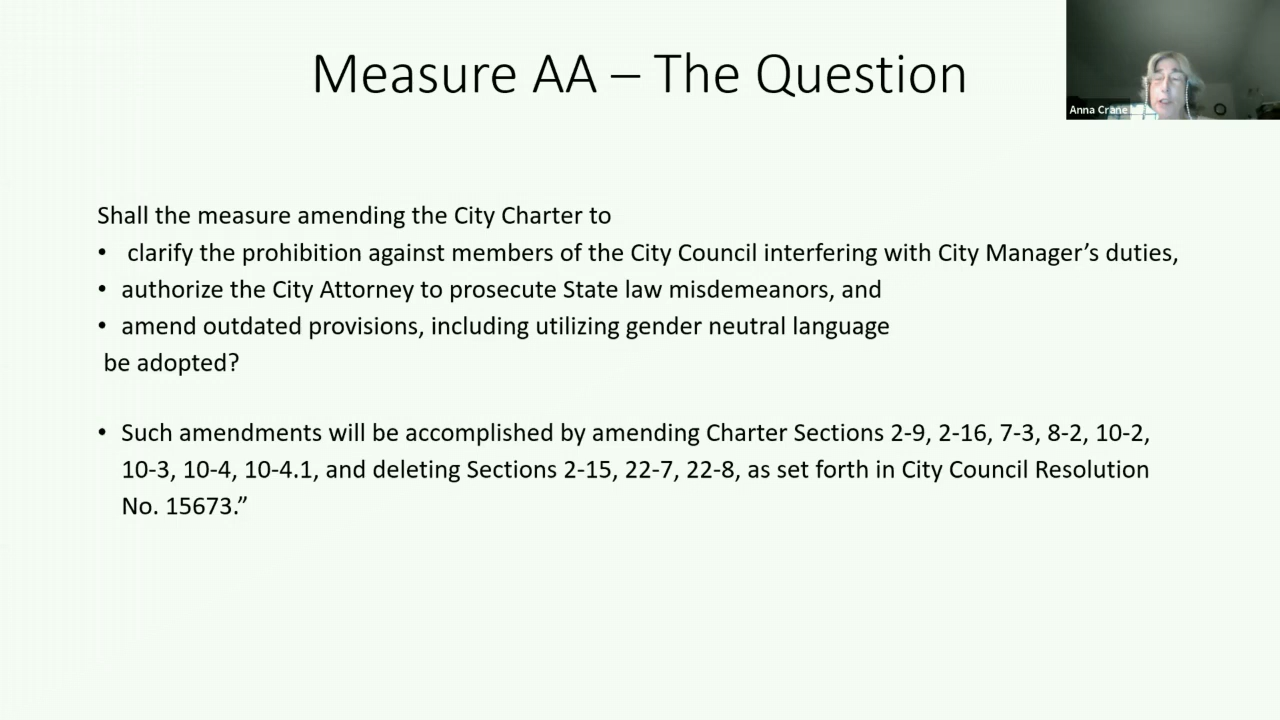 Measure AA – The Question
Anna Crane
Shall the measure amending the City Charter to
• clarify the prohibition against members of the City Council interfering with City Manager’s duties,
• authorize the City Attorney to prosecute State law misdemeanors, and
• amend outdated provisions, including utilizing gender neutral language
be adopted?
• Such amendments will be accomplished by amending Charter Sections 2-9, 2-16, 7-3, 8-2, 10-2,
10-3, 10-4, 10-4.1, and deleting Sections 2-15, 22-7, 22-8, as set forth in City Council Resolution
No. 15673.”